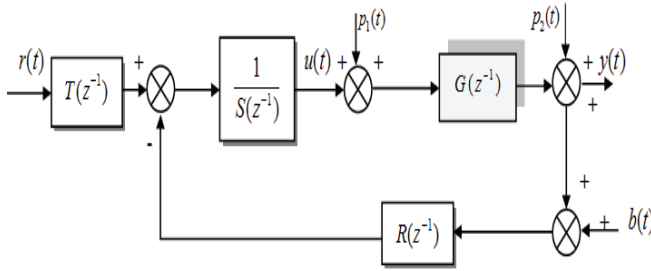 p₁(t) p₂(t)
r(t) + u(t) + + + y(t)
T(z⁻¹) 1 / S(z⁻¹) G(z⁻¹)
+
-
+
R(z⁻¹) + b(t)